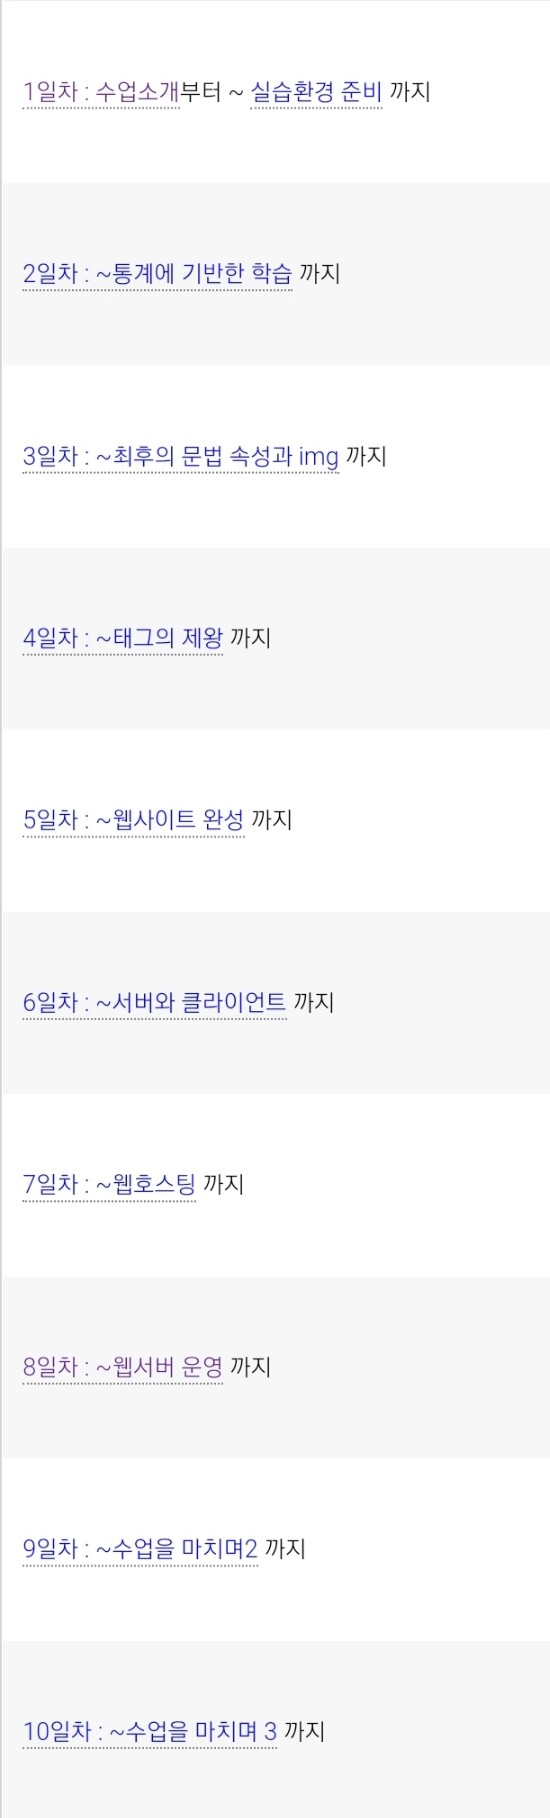 1일차 : 수업소개부터 ~ 실습환경 준비 까지
2일차 : ~통계에 기반한 학습 까지
3일차 : ~최후의 문법 속성과 img 까지
4일차 : ~태그의 제왕 까지
5일차 : ~웹사이트 완성 까지
6일차 : ~서버와 클라이언트 까지
7일차 : ~웹호스팅 까지
8일차 : ~웹서버 운영 까지
9일차 : ~수업을 마치며2 까지
10일차 : ~수업을 마치며 3 까지